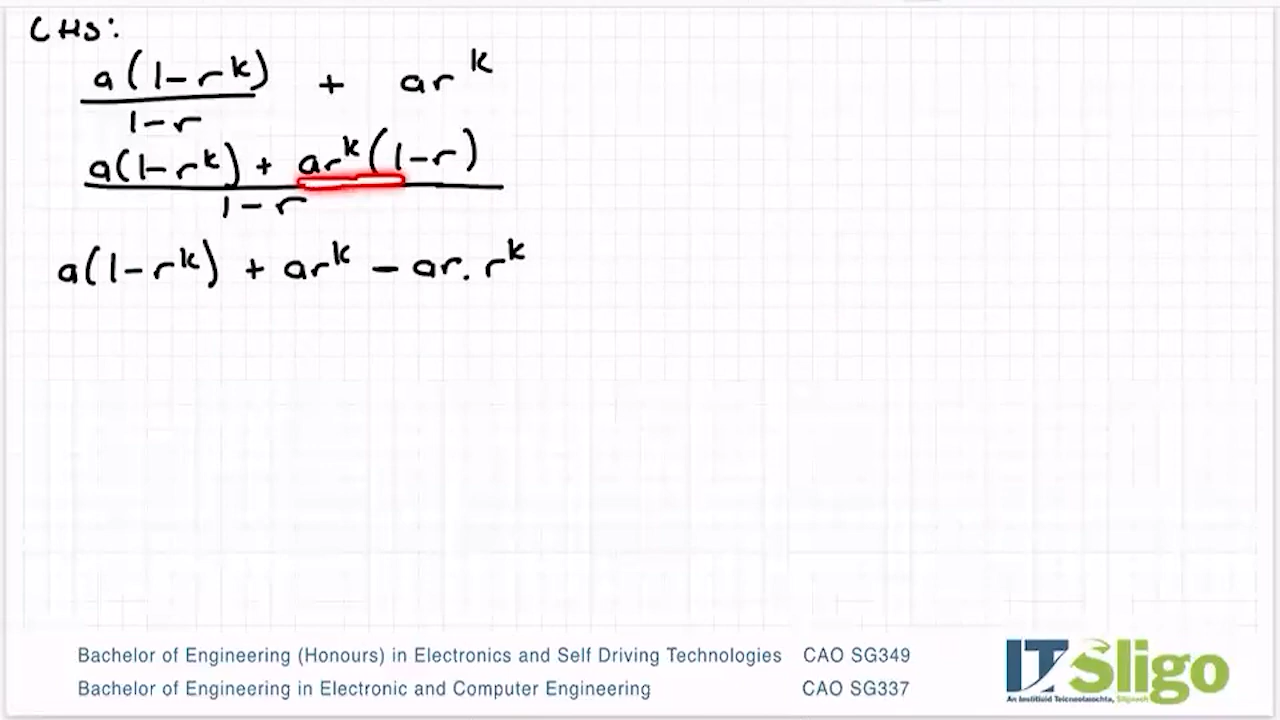 LHS:
a(1-r^k) + ar^k
1-r
a(1-r^k) + ar^k(1-r)
1-r
a(1-r^k) + ar^k - ar.r^k
Bachelor of Engineering (Honours) in Electronics and Self Driving Technologies CAO SG349
Bachelor of Engineering in Electronic and Computer Engineering CAO SG337
IT Sligo
An Institiúid Teicneolaíochta, Sligeach